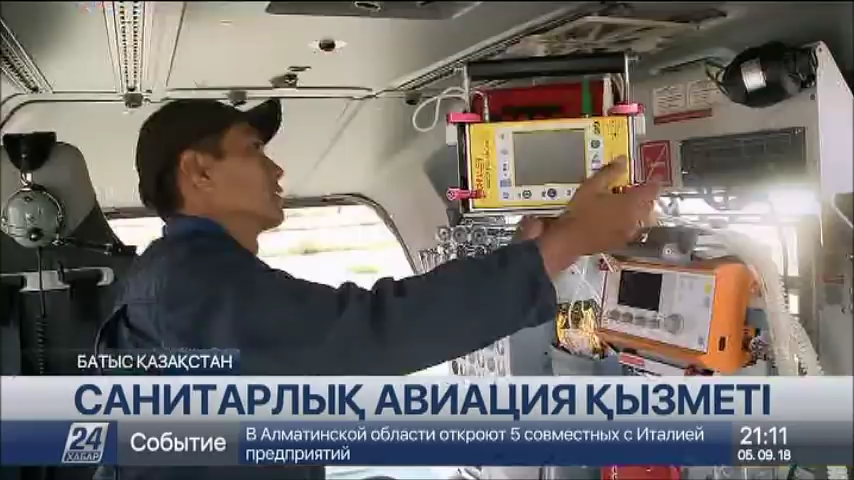 БАТЫС ҚАЗАҚСТАН
САНИТАРЛЫҚ АВИАЦИЯ ҚЫЗМЕТІ
24
ХАБАР
Событие
В Алматинской области откроют 5 совместных с Италией
предприятий
21:11
05.09.18